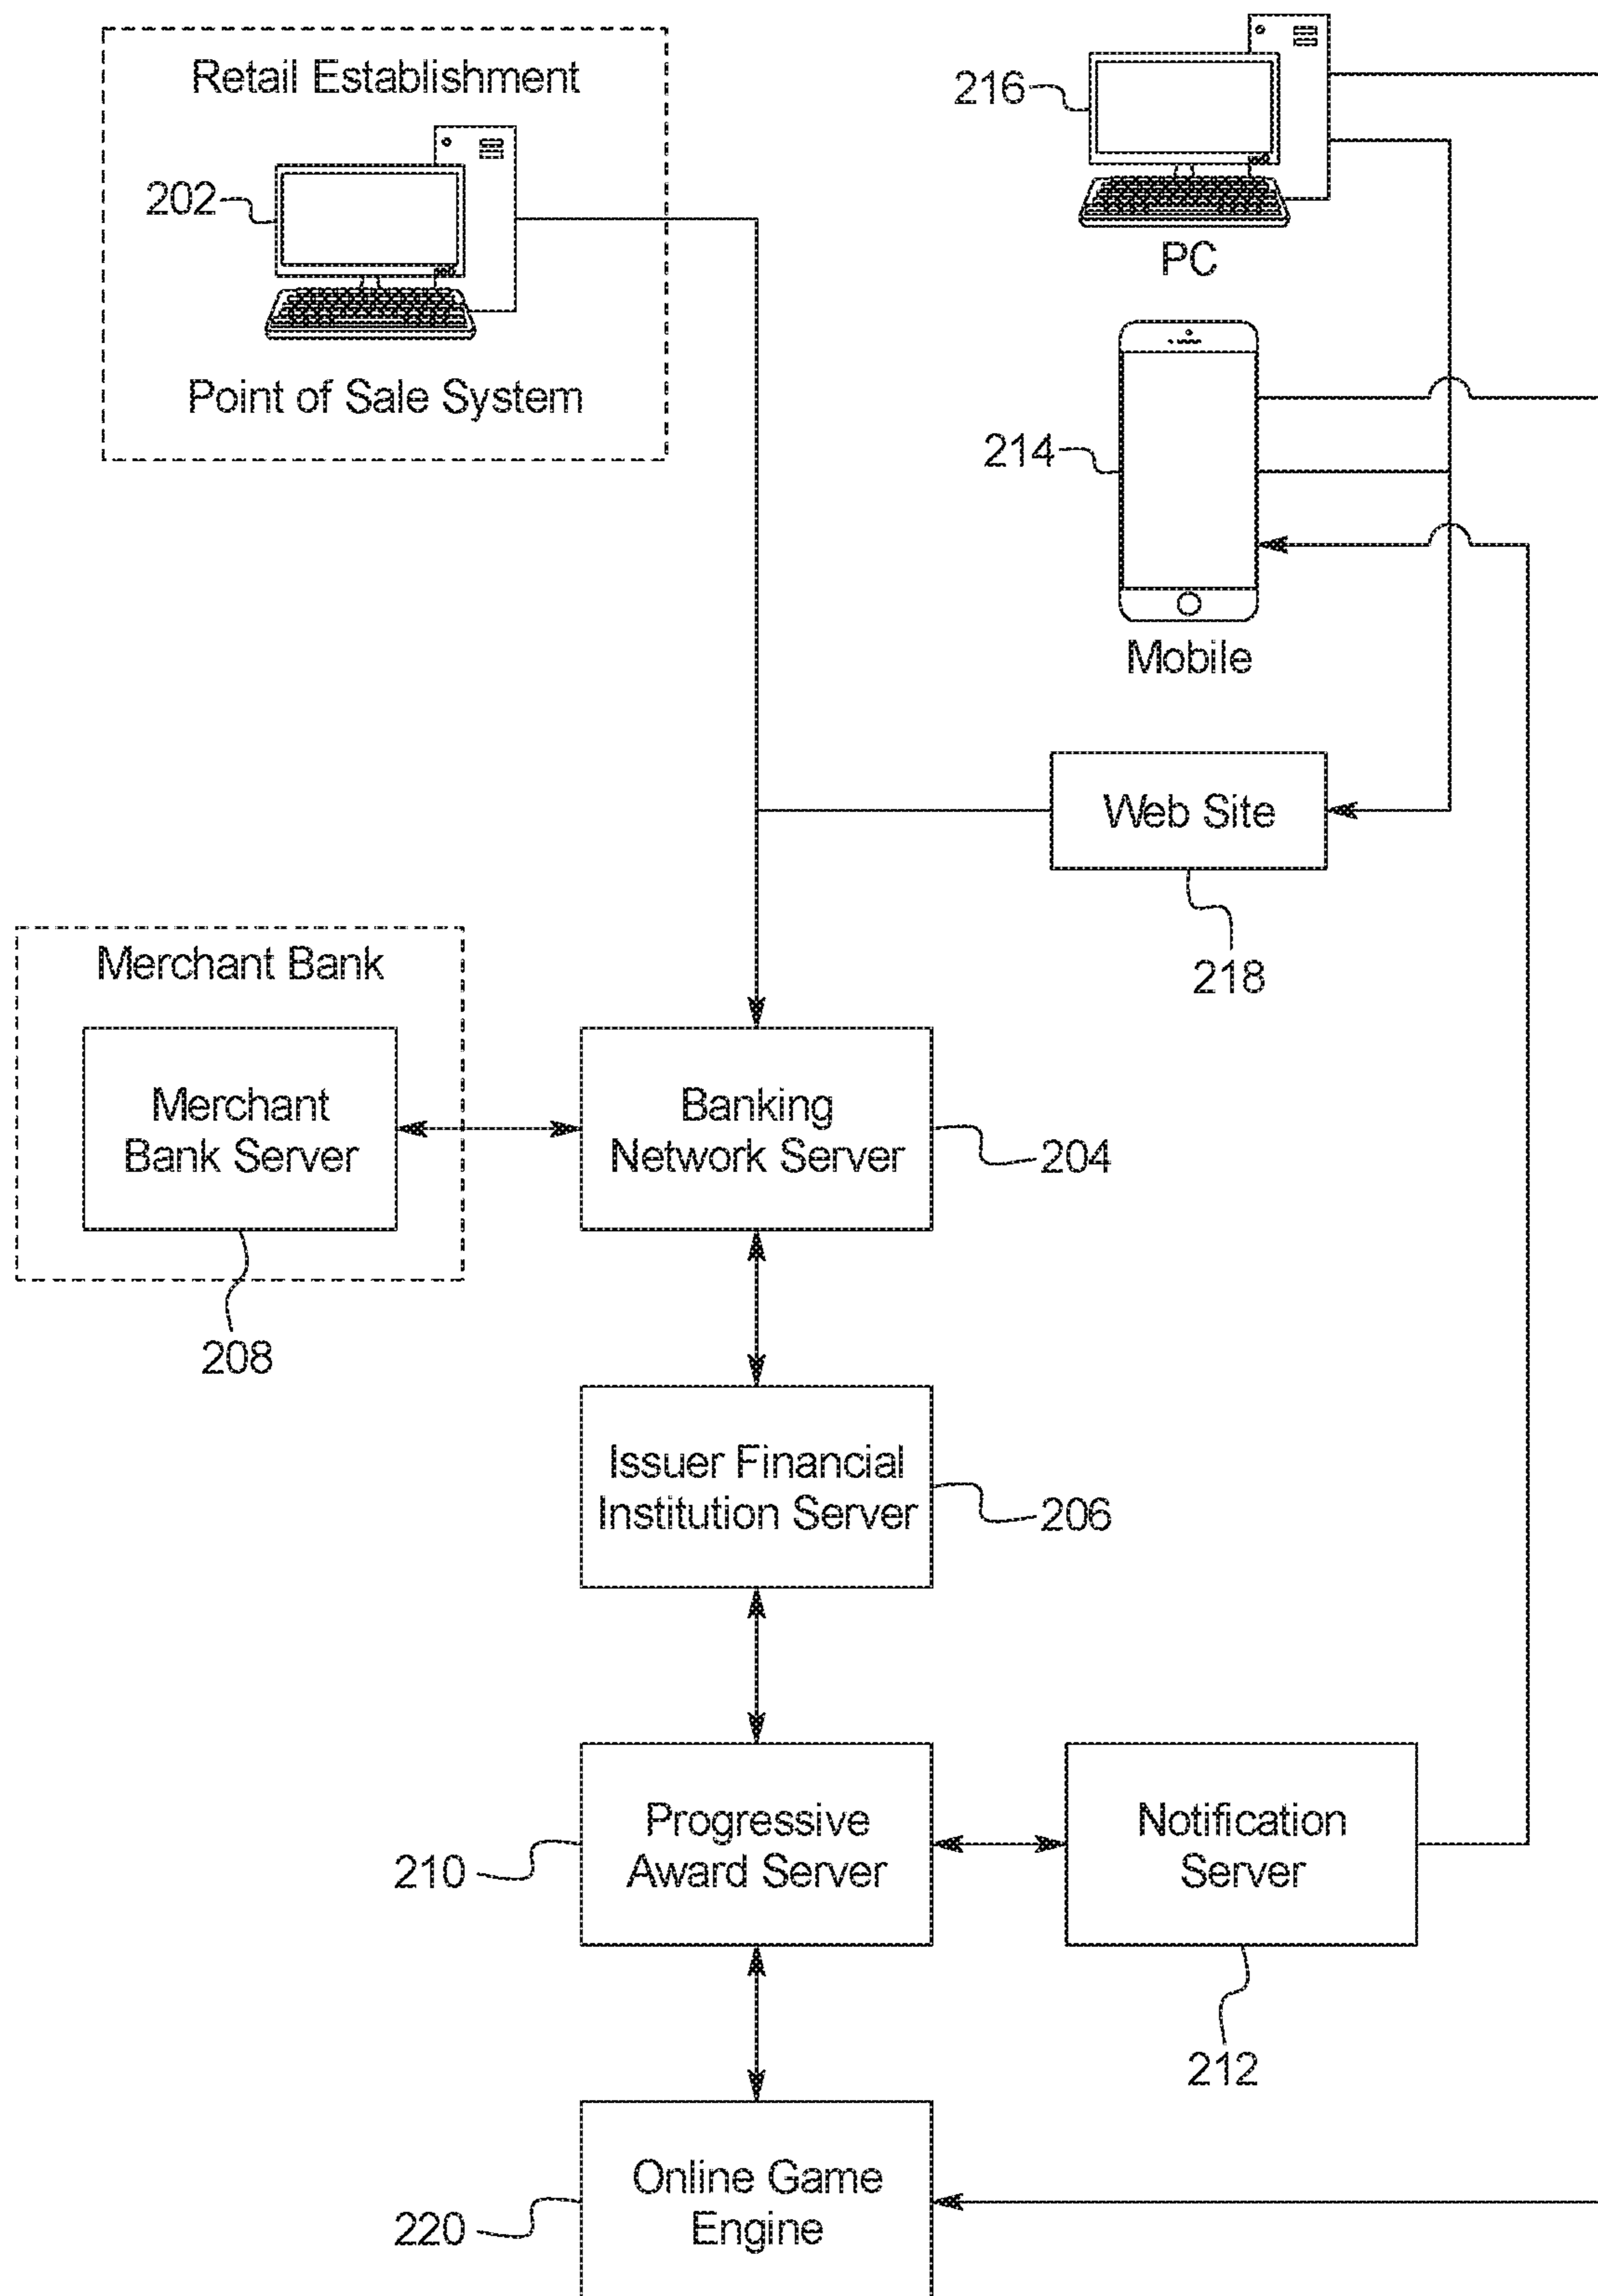 Retail Establishment
202
Point of Sale System
216
PC
214
Mobile
Web Site
218
Merchant Bank
Merchant
Bank Server
208
Banking
Network Server
204
Issuer Financial
Institution Server
206
Progressive
Award Server
210
Notification
Server
212
Online Game
Engine
220